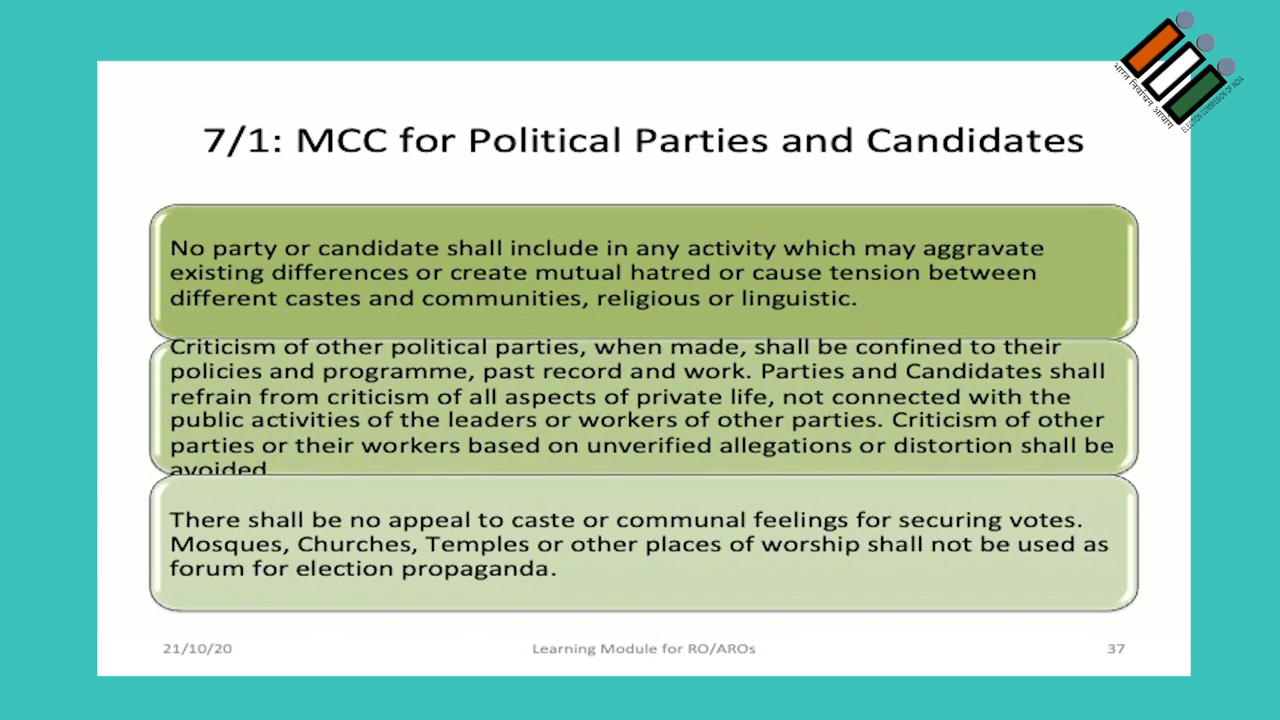 भारत निर्वाचन आयोग
ELECTION COMMISSION OF INDIA
7/1: MCC for Political Parties and Candidates
No party or candidate shall include in any activity which may aggravate
existing differences or create mutual hatred or cause tension between
different castes and communities, religious or linguistic.
Criticism of other political parties, when made, shall be confined to their
policies and programme, past record and work. Parties and Candidates shall
refrain from criticism of all aspects of private life, not connected with the
public activities of the leaders or workers of other parties. Criticism of other
parties or their workers based on unverified allegations or distortion shall be
avoided
There shall be no appeal to caste or communal feelings for securing votes.
Mosques, Churches, Temples or other places of worship shall not be used as
forum for election propaganda.
21/10/20
Learning Module for RO/AROs
37